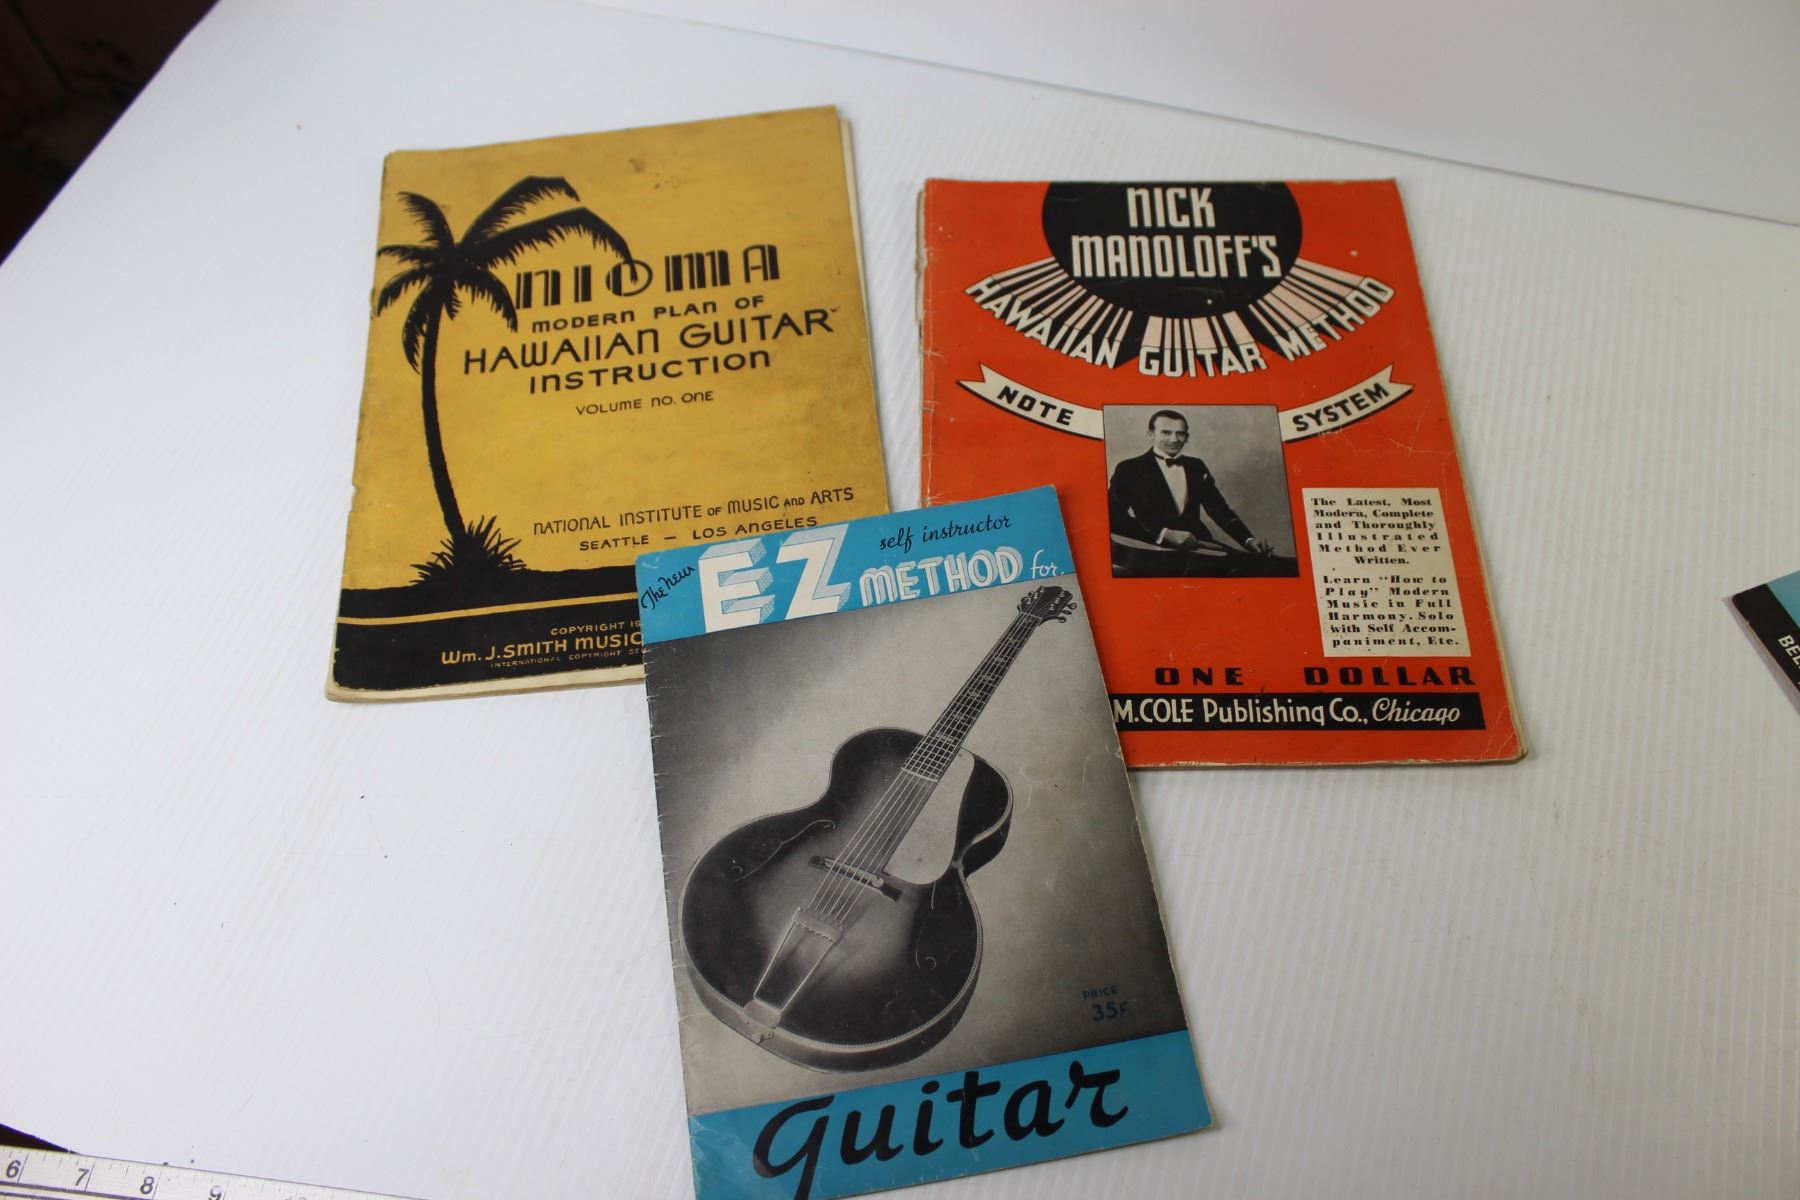 NIOMA
MODERN PLAN OF
HAWAIIAN GUITAR
INSTRUCTION
VOLUME NO. ONE
NATIONAL INSTITUTE OF MUSIC AND ARTS
SEATTLE — LOS ANGELES
COPYRIGHT
Wm. J. SMITH MUSIC
INTERNATIONAL COPYRIGHT
NICK
MANOLOFF'S
HAWAIIAN GUITAR METHOD
NOTE SYSTEM
The Latest, Most
Modern, Complete
and Thoroughly
Illustrated
Method Ever
Written.
Learn "How to
Play" Modern
Music in Full
Harmony. Solo
with Self Accom-
paniment, Etc.
ONE DOLLAR
M. COLE Publishing Co., Chicago
The New EZ self instructor
METHOD for
PRICE
35¢
Guitar
6 7 8 9